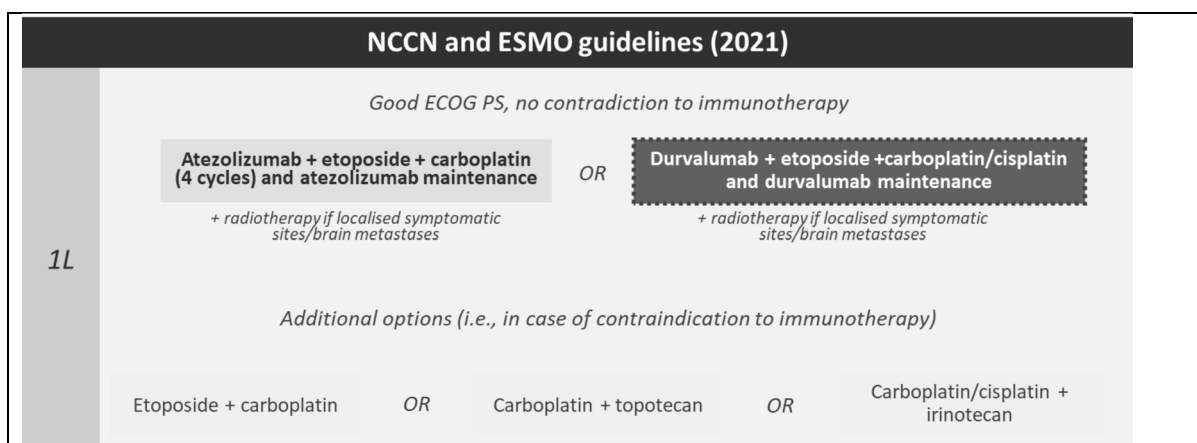 NCCN and ESMO guidelines (2021)
1L
Good ECOG PS, no contradiction to immunotherapy
Atezolizumab + etoposide + carboplatin
(4 cycles) and atezolizumab maintenance
OR
Durvalumab + etoposide +carboplatin/cisplatin
and durvalumab maintenance
+ radiotherapy if localised symptomatic
sites/brain metastases
+ radiotherapy if localised symptomatic
sites/brain metastases
Additional options (i.e., in case of contraindication to immunotherapy)
Etoposide + carboplatin
OR
Carboplatin + topotecan
OR
Carboplatin/cisplatin +
irinotecan